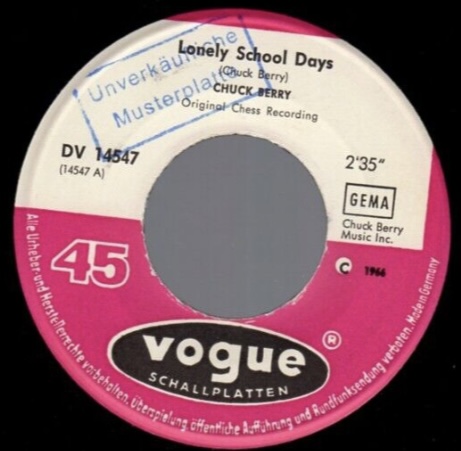 Lonely School Days
(Chuck Berry)
CHUCK BERRY
Original Chess Recording
Unverkäufliche
Musterplatte
DV 14547
(14547 A)
2'35"
GEMA
Chuck Berry
Music Inc.
C 1966
45
vogue ®
SCHALLPLATTEN
Alle Urheber- und Herstellerrechte vorbehalten. Überspielung, öffentliche Aufführung und Rundfunksendung verboten. Made in Germany